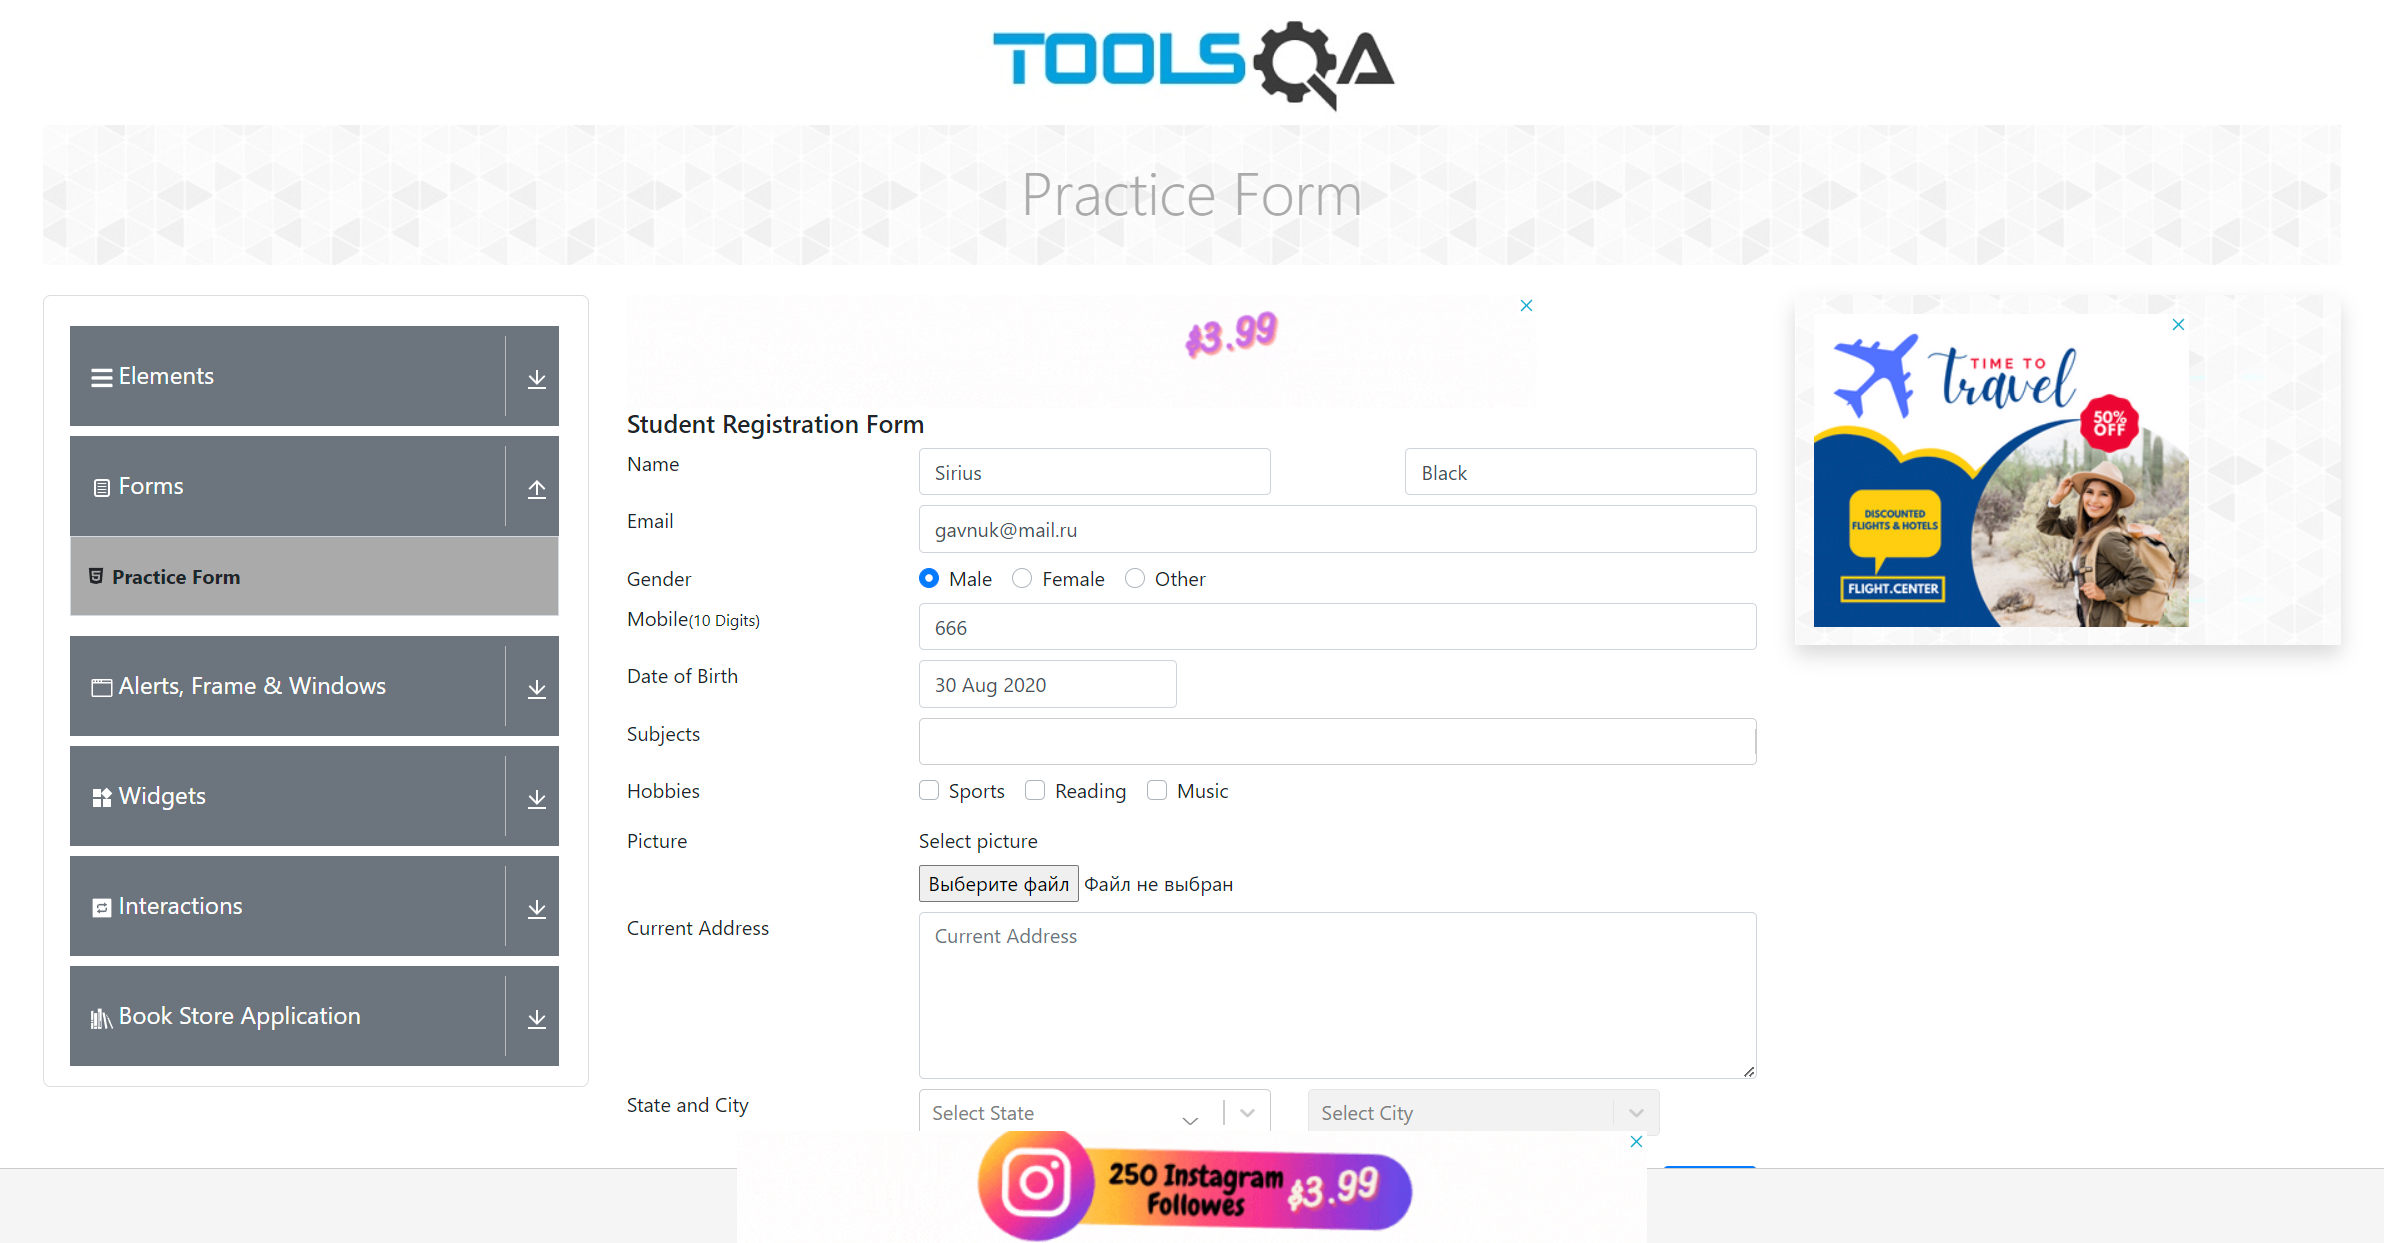 TOOLSQA
Practice Form
Elements
Forms
Practice Form
Alerts, Frame & Windows
Widgets
Interactions
Book Store Application
$3.99
Student Registration Form
Name
Sirius
Black
Email
gavnuk@mail.ru
Gender
Male
Female
Other
Mobile(10 Digits)
666
Date of Birth
30 Aug 2020
Subjects
Hobbies
Sports
Reading
Music
Picture
Select picture
Выберите файл
Файл не выбран
Current Address
Current Address
State and City
Select State
Select City
TIME TO
travel
50%
OFF
DISCOUNTED
FLIGHTS & HOTELS
FLIGHT.CENTER
250 Instagram
Followes
$3.99